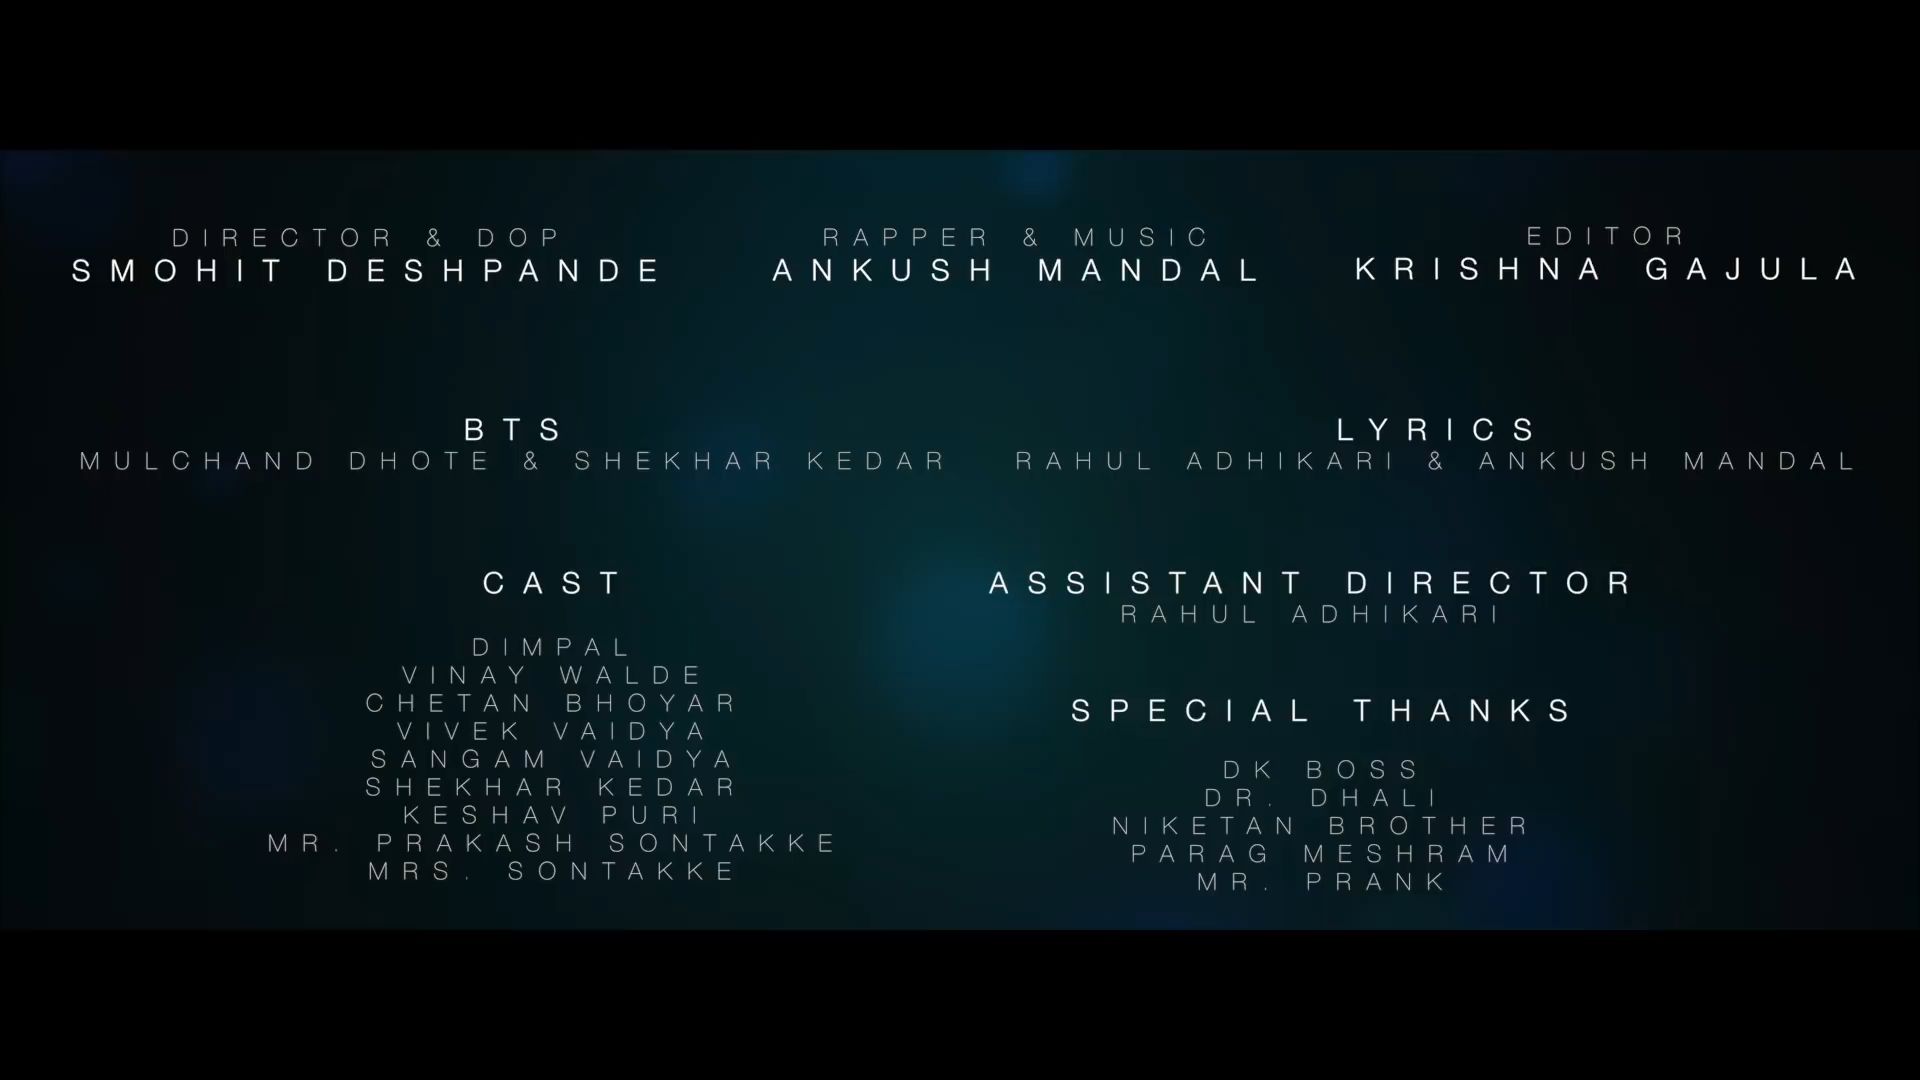 DIRECTOR & DOP
SMOHIT DESHPANDE
RAPPER & MUSIC
ANKUSH MANDAL
EDITOR
KRISHNA GAJULA
BTS
MULCHAND DHOTE & SHEKHAR KEDAR
LYRICS
RAHUL ADHIKARI & ANKUSH MANDAL
CAST
DIMPAL
VINAY WALDE
CHETAN BHOYAR
VIVEK VAIDYA
SANGAM VAIDYA
SHEKHAR KEDAR
KESHAV PURI
MR. PRAKASH SONTAKKE
MRS. SONTAKKE
ASSISTANT DIRECTOR
RAHUL ADHIKARI
SPECIAL THANKS
DK BOSS
DR. DHALI
NIKETAN BROTHER
PARAG MESHRAM
MR. PRANK